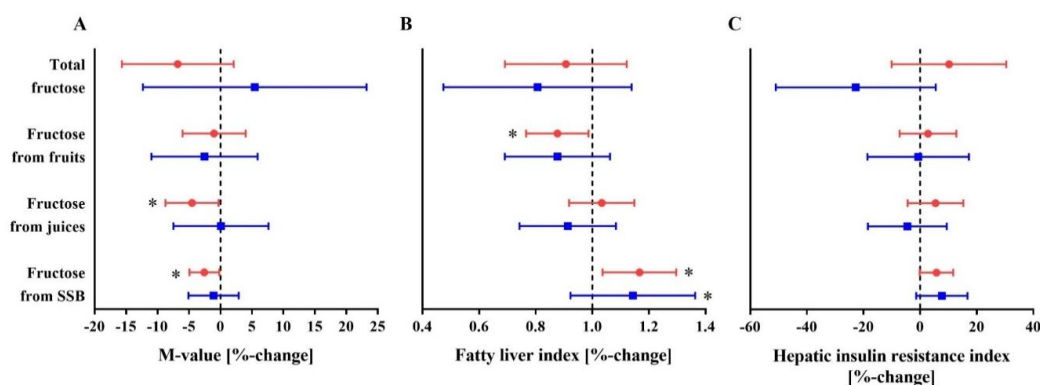 A
B
C
Total
fructose
Fructose
from fruits
Fructose
from juices
Fructose
from SSB
*
*
*
*
*
-20 -15 -10 -5 0 5 10 15 20 25
0.4 0.6 0.8 1.0 1.2 1.4
-60 -40 -20 0 20 40 60
M-value [%-change]
Fatty liver index [%-change]
Hepatic insulin resistance index
[%-change]